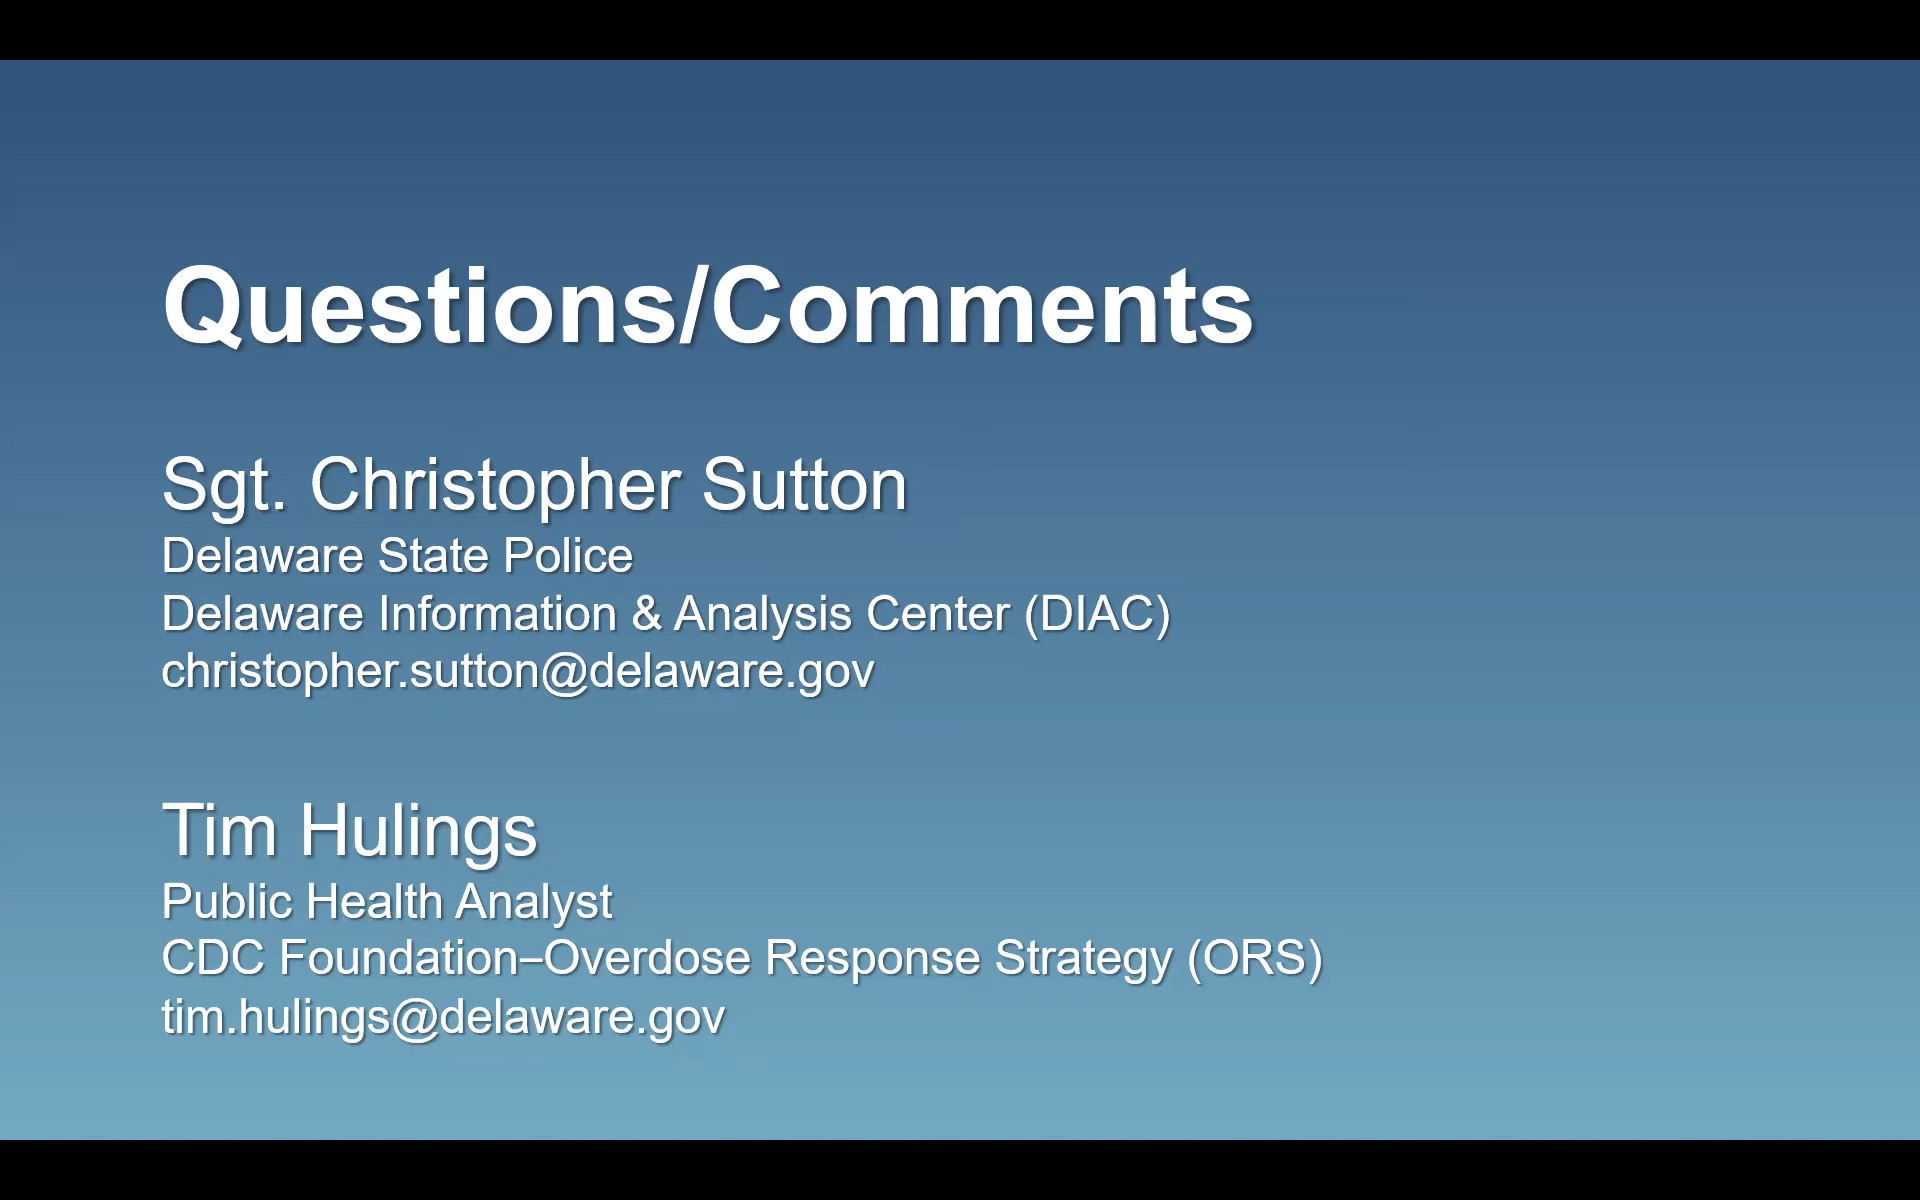 Questions/Comments
Sgt. Christopher Sutton
Delaware State Police
Delaware Information & Analysis Center (DIAC)
christopher.sutton@delaware.gov
Tim Hulings
Public Health Analyst
CDC Foundation–Overdose Response Strategy (ORS)
tim.hulings@delaware.gov